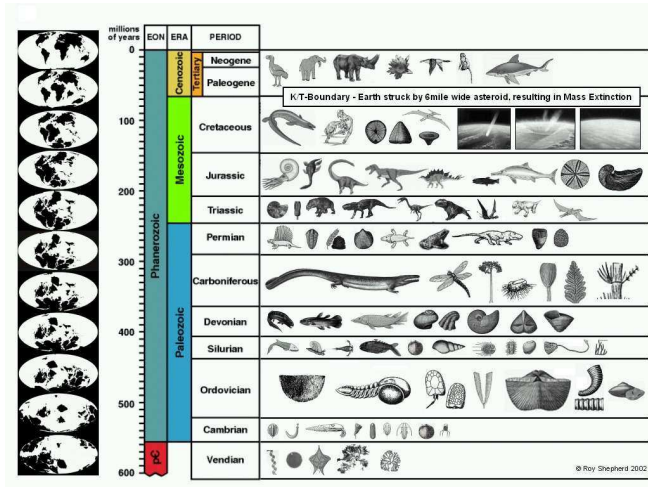 millions
of years
EON
ERA
PERIOD
0
100
200
300
400
500
600
Phanerozoic
pЄ
Cenozoic
Mesozoic
Paleozoic
Tertiary
Neogene
Paleogene
K/T-Boundary - Earth struck by 6mile wide asteroid, resulting in Mass Extinction
Cretaceous
Jurassic
Triassic
Permian
Carboniferous
Devonian
Silurian
Ordovician
Cambrian
Vendian
© Roy Shepherd 2002